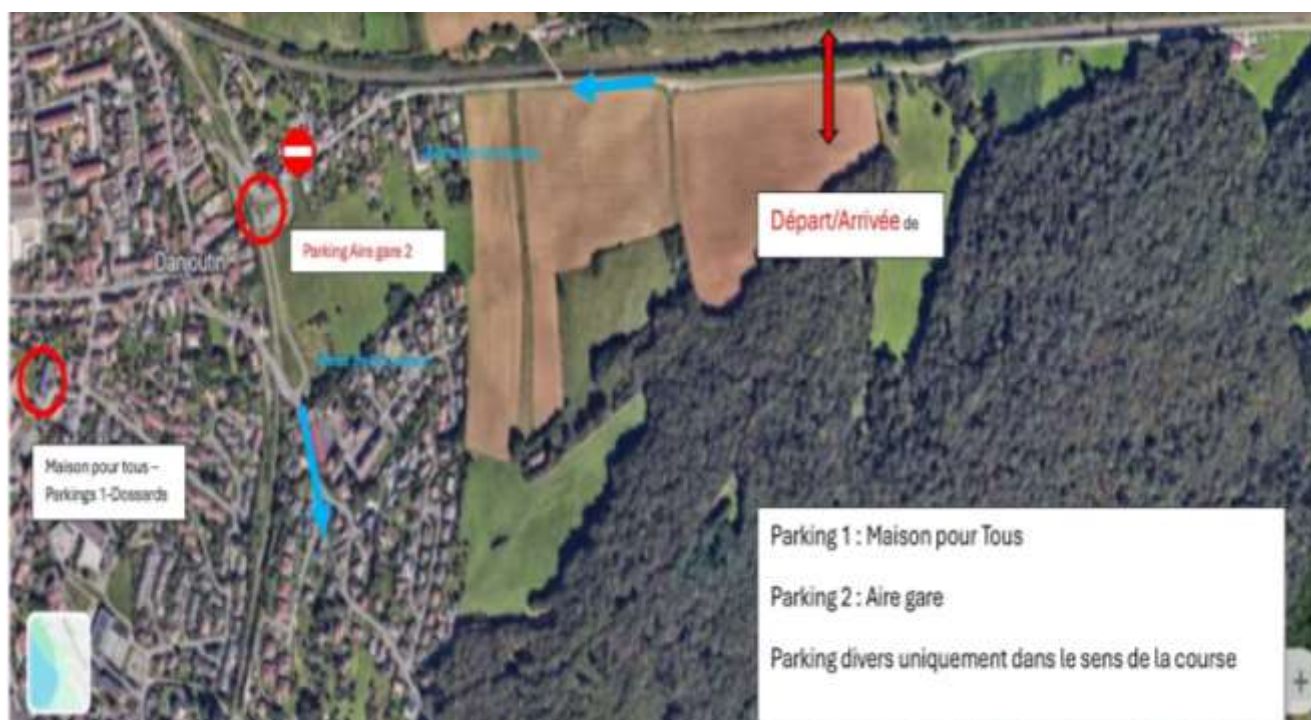 Départ/Arrivée de
Parking Aire gare 2
Danjoutin
Maison pour tous –
Parkings 1-Dossards
Parking 1 : Maison pour Tous
Parking 2 : Aire gare
Parking divers uniquement dans le sens de la course
+